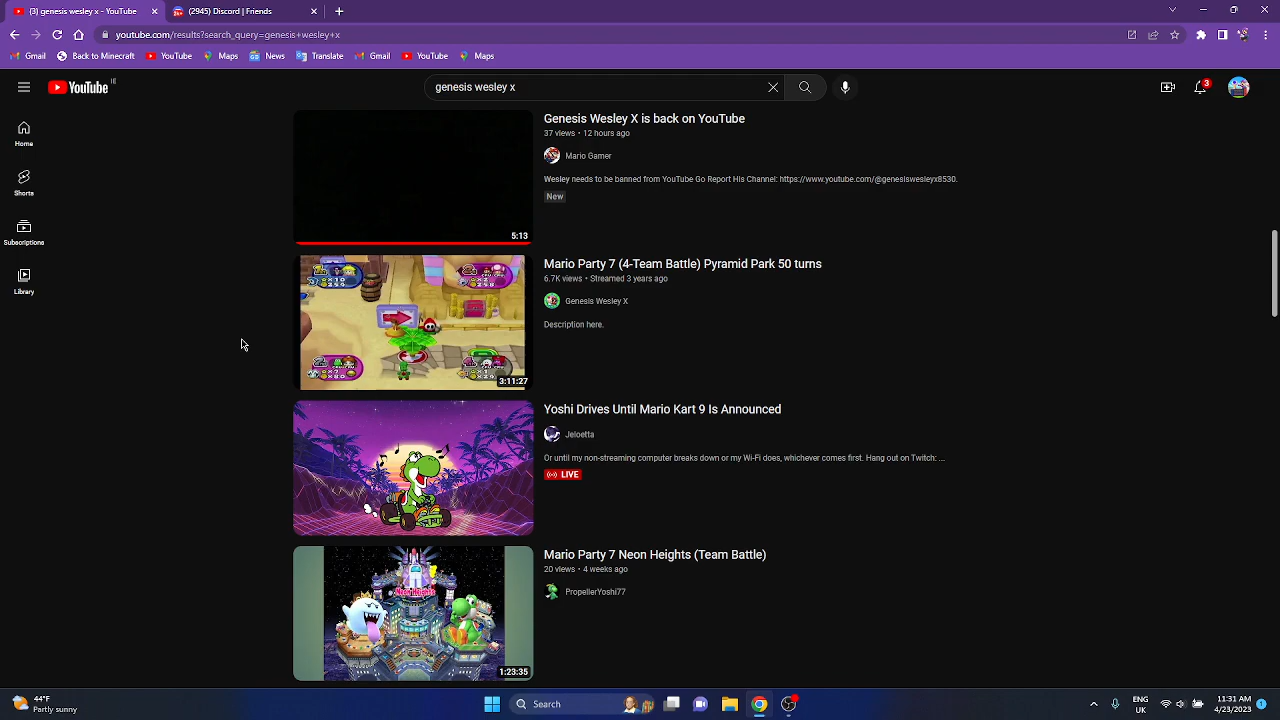 [3] genesis wesley x - YouTube
(2945) Discord | Friends
youtube.com/results?search_query=genesis+wesley+x
Gmail
Back to Minecraft
YouTube
Maps
News
Translate
Gmail
YouTube
Maps
YouTube IE
genesis wesley x
3
Home
Shorts
Subscriptions
Library
Genesis Wesley X is back on YouTube
37 views • 12 hours ago
Mario Gamer
Wesley needs to be banned from YouTube Go Report His Channel: https://www.youtube.com/@genesiswesleyx8530.
New
5:13
Mario Party 7 (4-Team Battle) Pyramid Park 50 turns
6.7K views • Streamed 3 years ago
Genesis Wesley X
Description here.
3:11:27
Yoshi Drives Until Mario Kart 9 Is Announced
Jeloetta
Or until my non-streaming computer breaks down or my Wi-Fi does, whichever comes first. Hang out on Twitch: ...
LIVE
Mario Party 7 Neon Heights (Team Battle)
20 views • 4 weeks ago
PropellerYoshi77
Neon Heights
1:23:35
44°F
Partly sunny
Search
ENG
UK
11:31 AM
4/23/2023
1